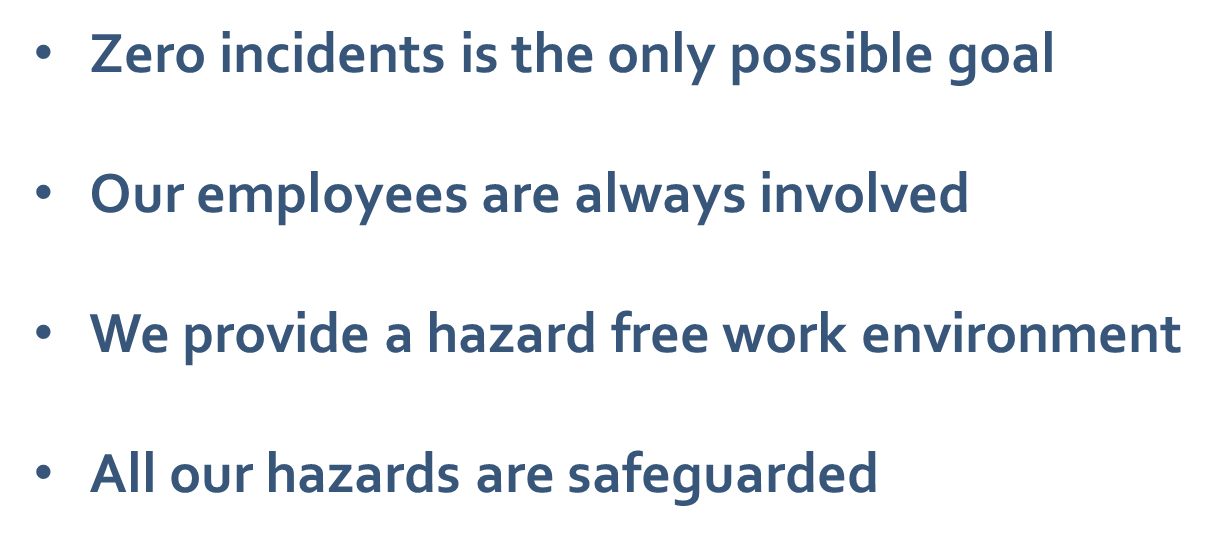 • Zero incidents is the only possible goal
• Our employees are always involved
• We provide a hazard free work environment
• All our hazards are safeguarded